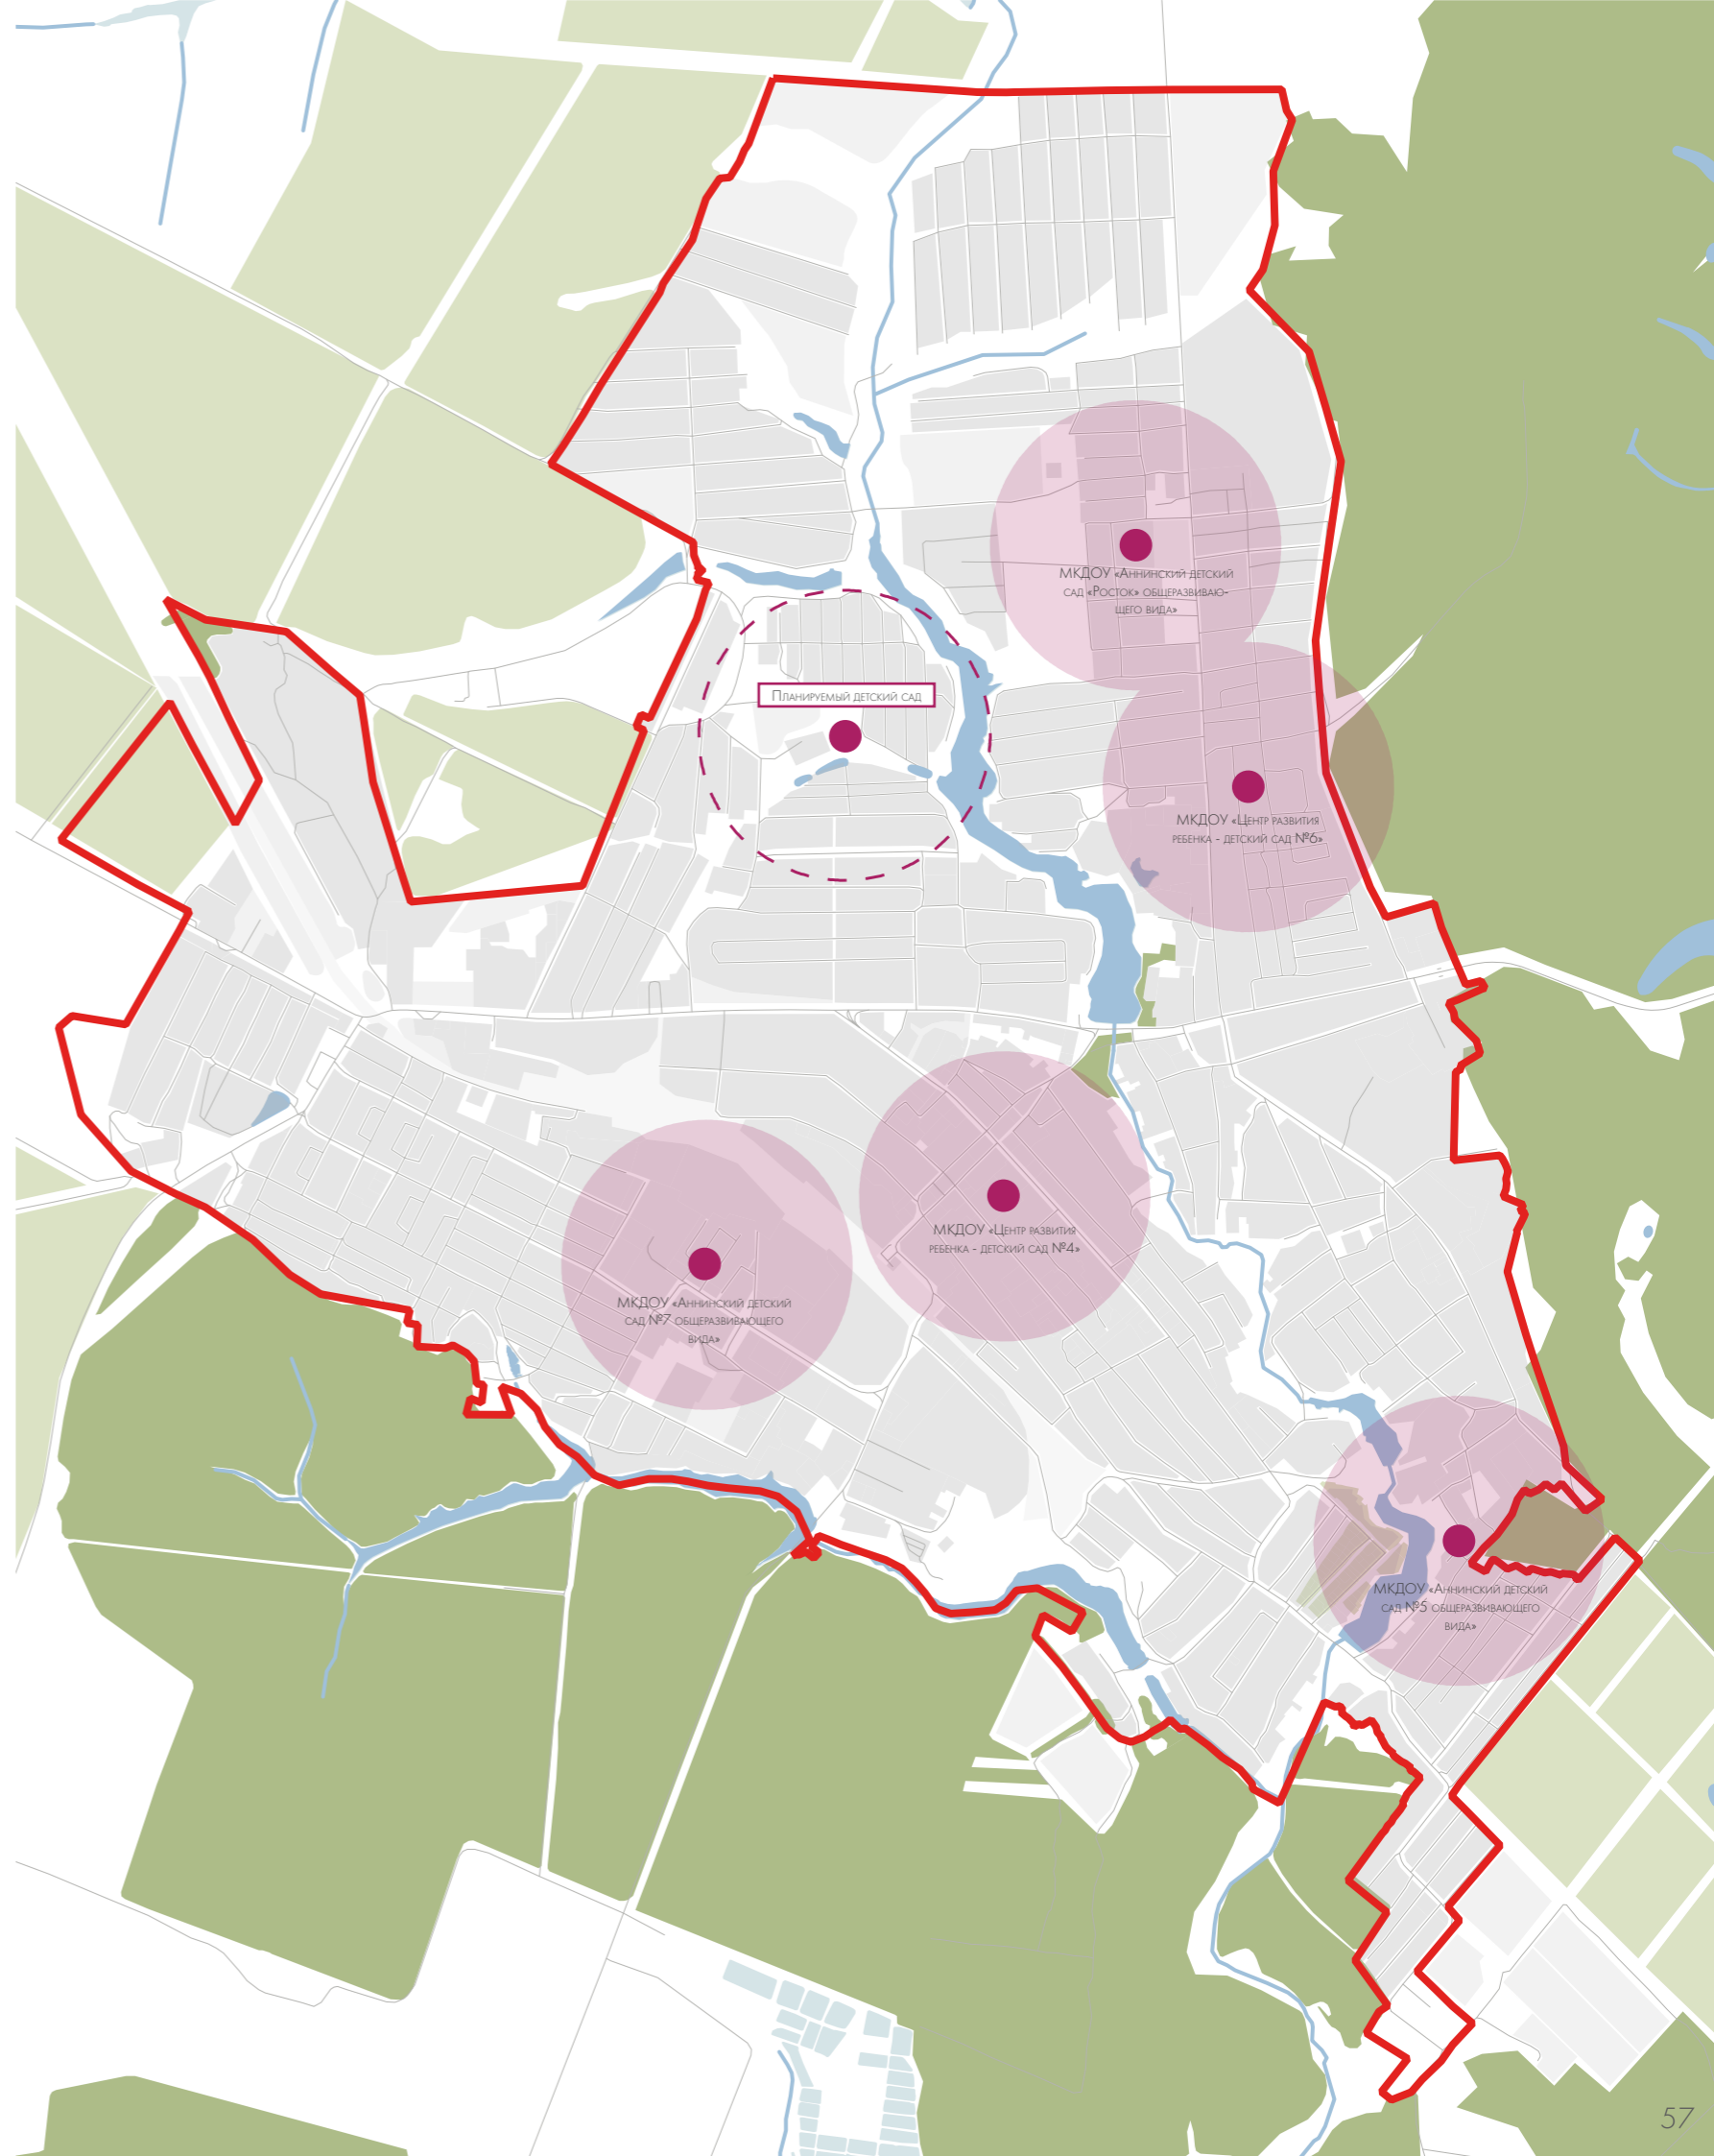 МКДОУ «Аннинский детский
сад «Росток» общеразвиваю-
щего вида»
Планируемый детский сад
МКДОУ «Центр развития
ребенка - детский сад №6»
МКДОУ «Центр развития
ребенка - детский сад №4»
МКДОУ «Аннинский детский
сад №7 общеразвивающего
вида»
МКДОУ «Аннинский детский
сад №5 общеразвивающего
вида»
57